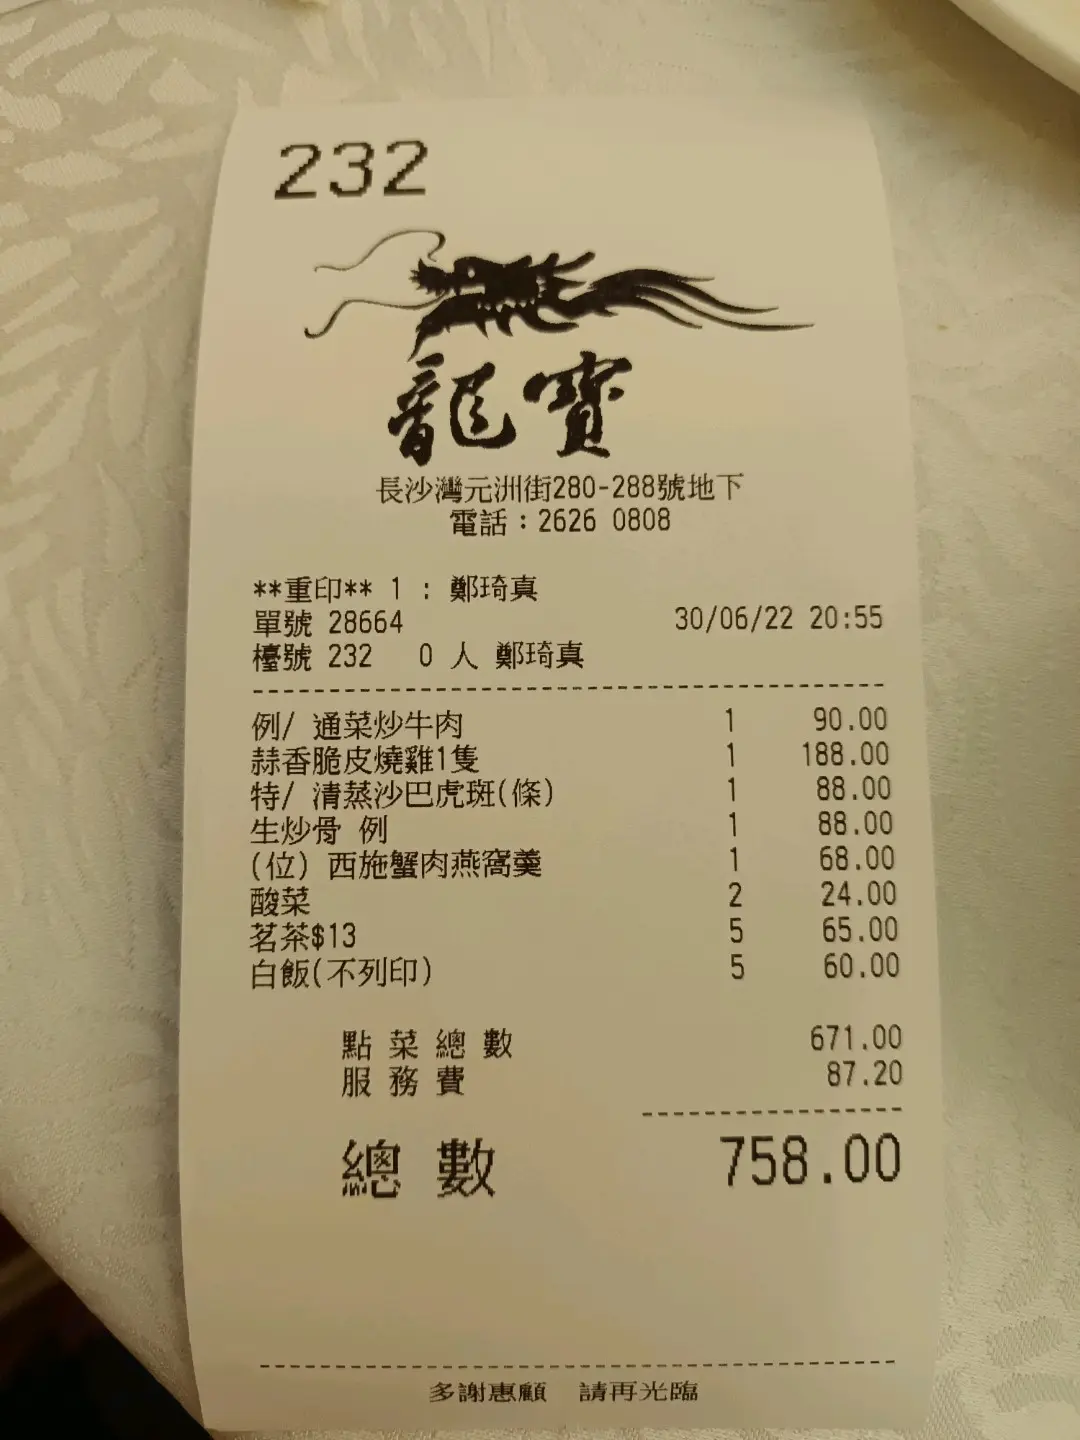 232
龍寶
長沙灣元洲街280-288號地下
電話：2626 0808
**重印** 1 : 鄭琦真
單號 28664 30/06/22 20:55
檯號 232 0 人 鄭琦真
例/ 通菜炒牛肉 1 90.00
蒜香脆皮燒雞1隻 1 188.00
特/ 清蒸沙巴虎斑(條) 1 88.00
生炒骨 例 1 88.00
(位) 西施蟹肉燕窩羹 1 68.00
酸菜 2 24.00
茗茶$13 5 65.00
白飯(不列印) 5 60.00
點菜總數 671.00
服務費 87.20
總數 758.00
多謝惠顧 請再光臨